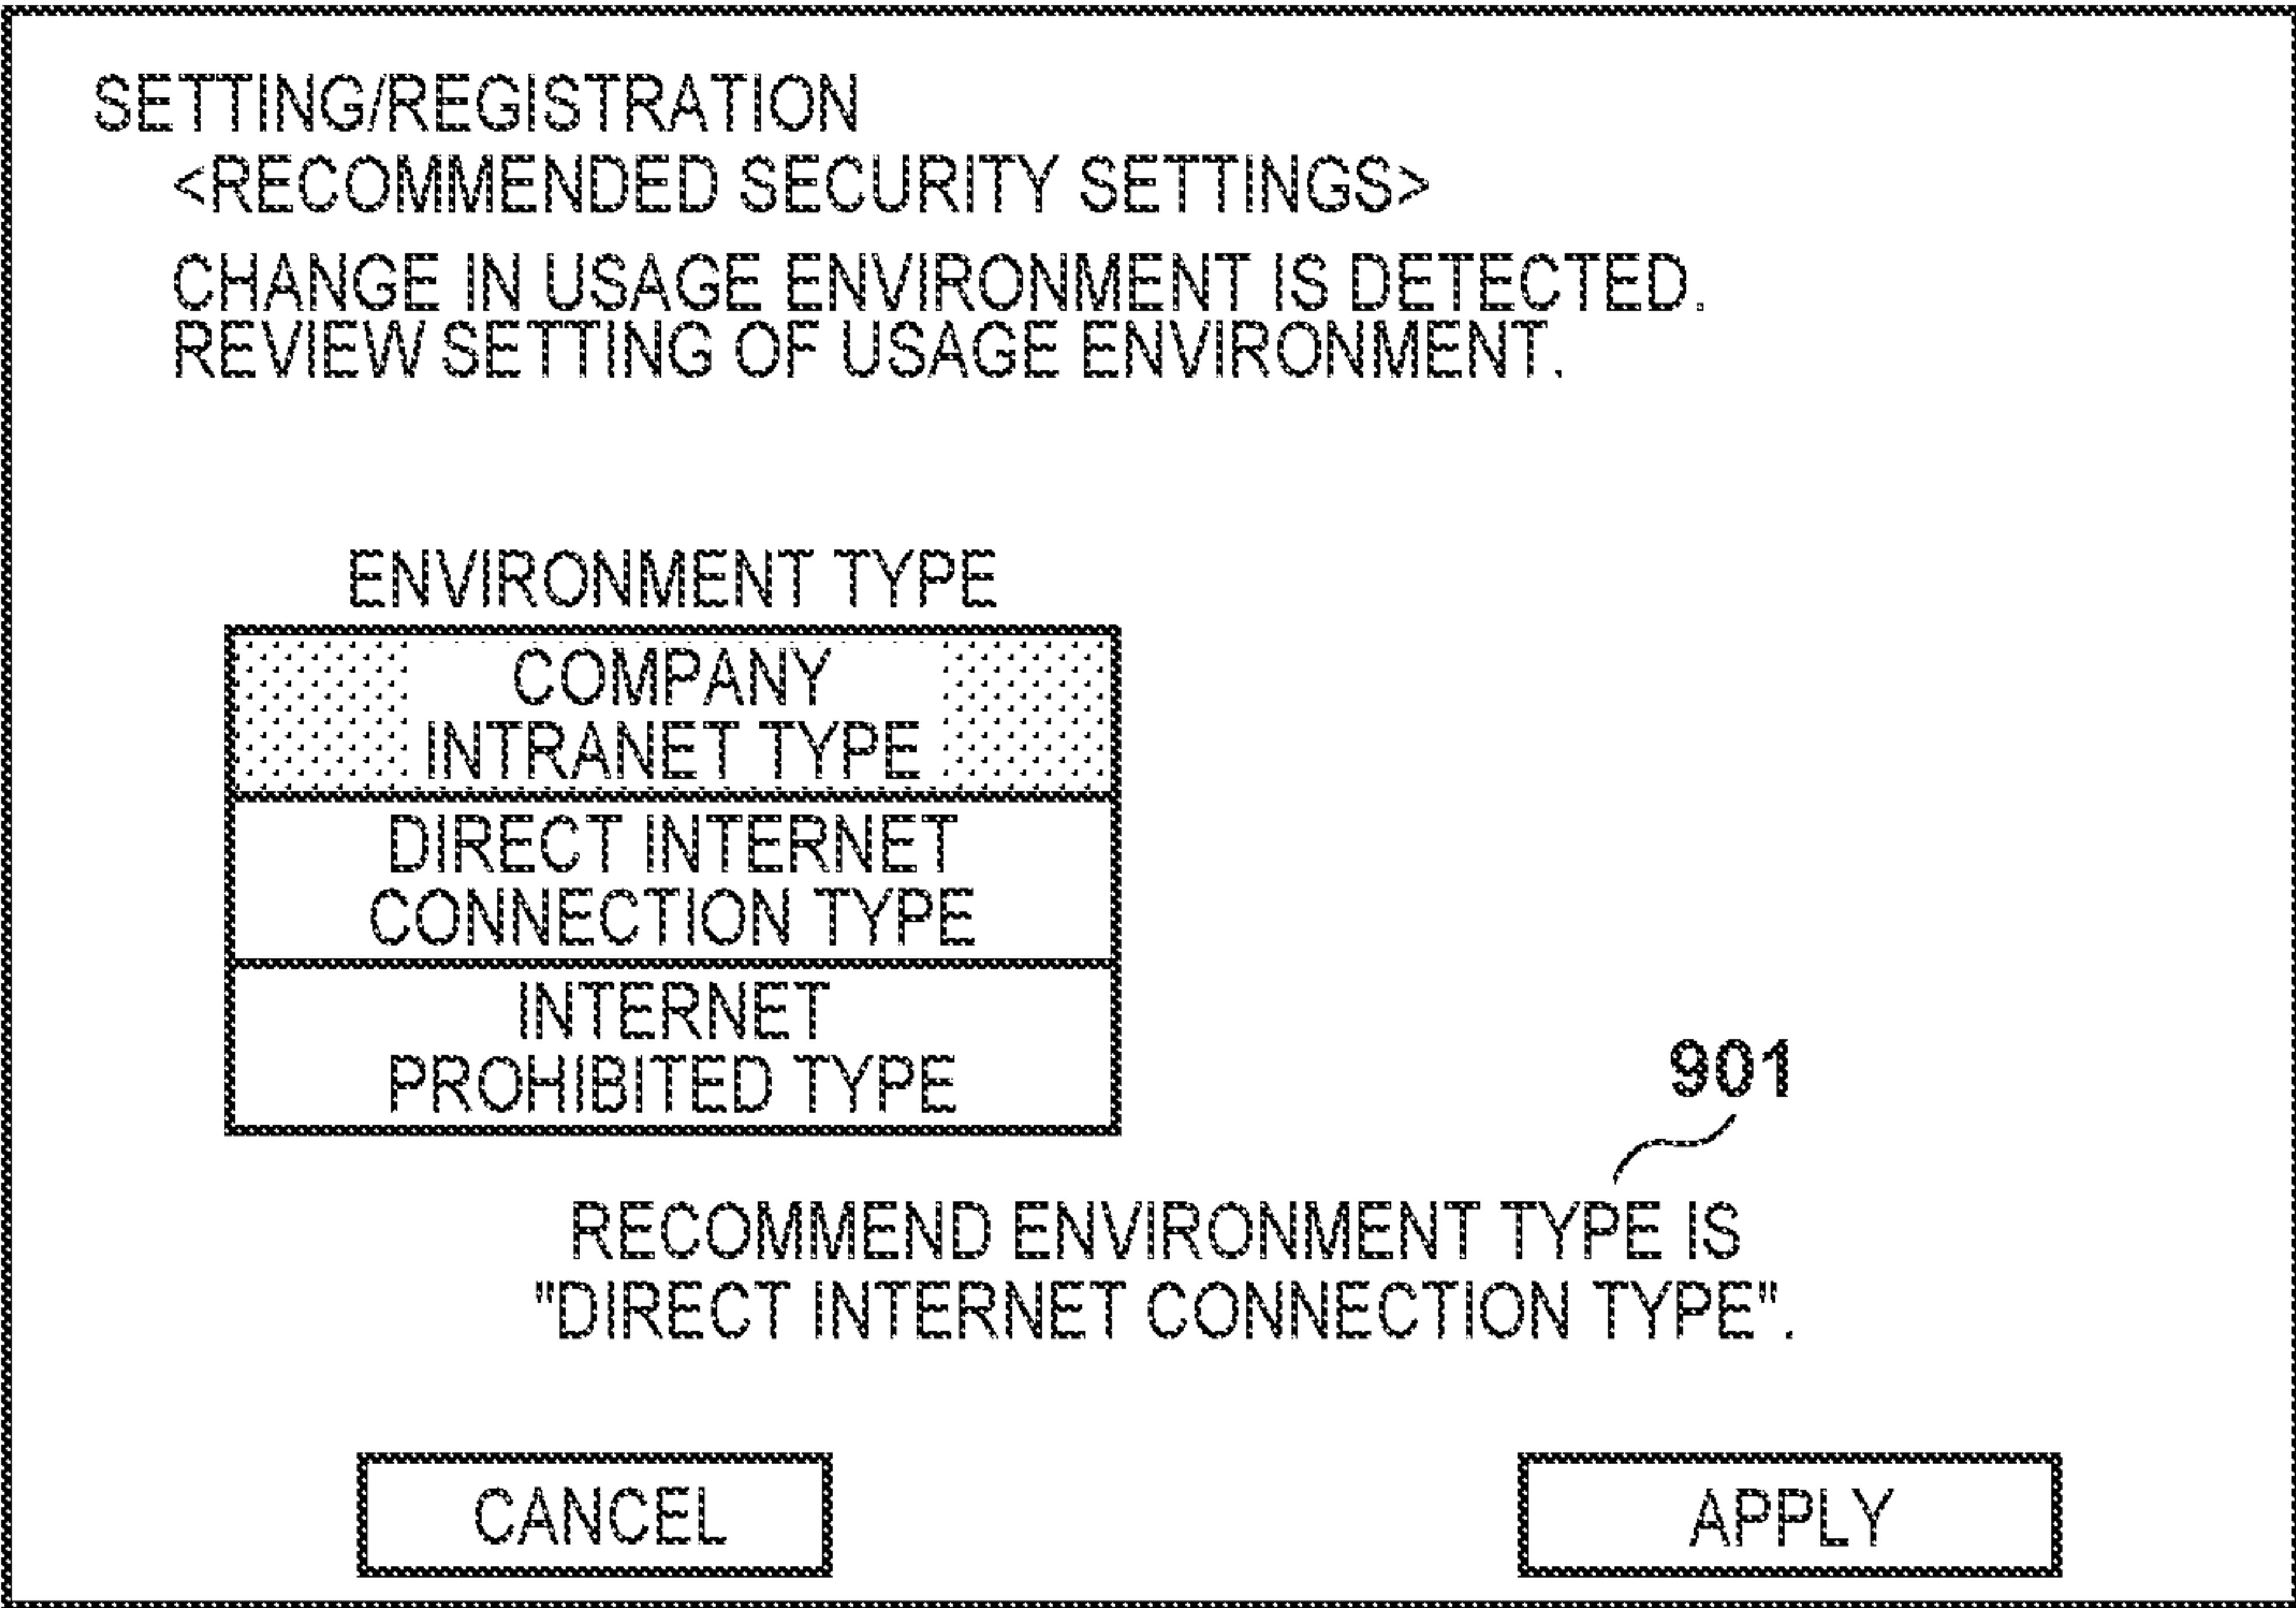 SETTING/REGISTRATION
<RECOMMENDED SECURITY SETTINGS>
CHANGE IN USAGE ENVIRONMENT IS DETECTED.
REVIEW SETTING OF USAGE ENVIRONMENT.
ENVIRONMENT TYPE
COMPANY
INTRANET TYPE
DIRECT INTERNET
CONNECTION TYPE
INTERNET
PROHIBITED TYPE
901
RECOMMEND ENVIRONMENT TYPE IS
"DIRECT INTERNET CONNECTION TYPE".
CANCEL
APPLY